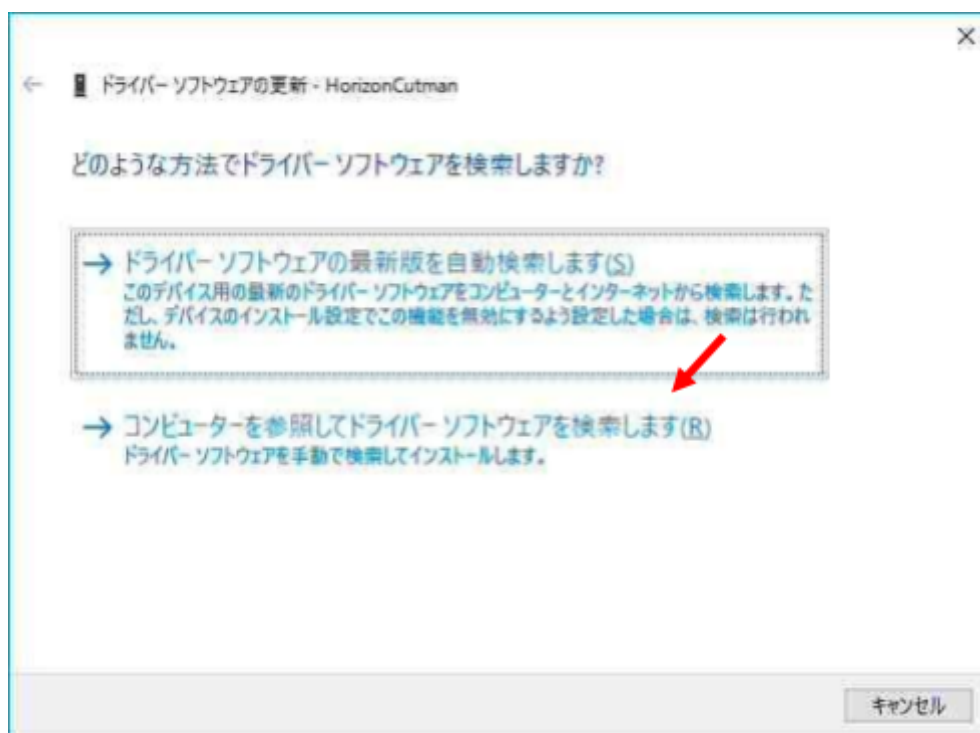 ドライバー ソフトウェアの更新 - HorizonCutman
どのような方法でドライバー ソフトウェアを検索しますか?
ドライバー ソフトウェアの最新版を自動検索します(S)
このデバイス用の最新のドライバー ソフトウェアをコンピューターとインターネットから検索します。た
だし、デバイスのインストール設定でこの機能を無効にするよう設定した場合は、検索は行われ
ません。
コンピューターを参照してドライバー ソフトウェアを検索します(R)
ドライバー ソフトウェアを手動で検索してインストールします。
キャンセル